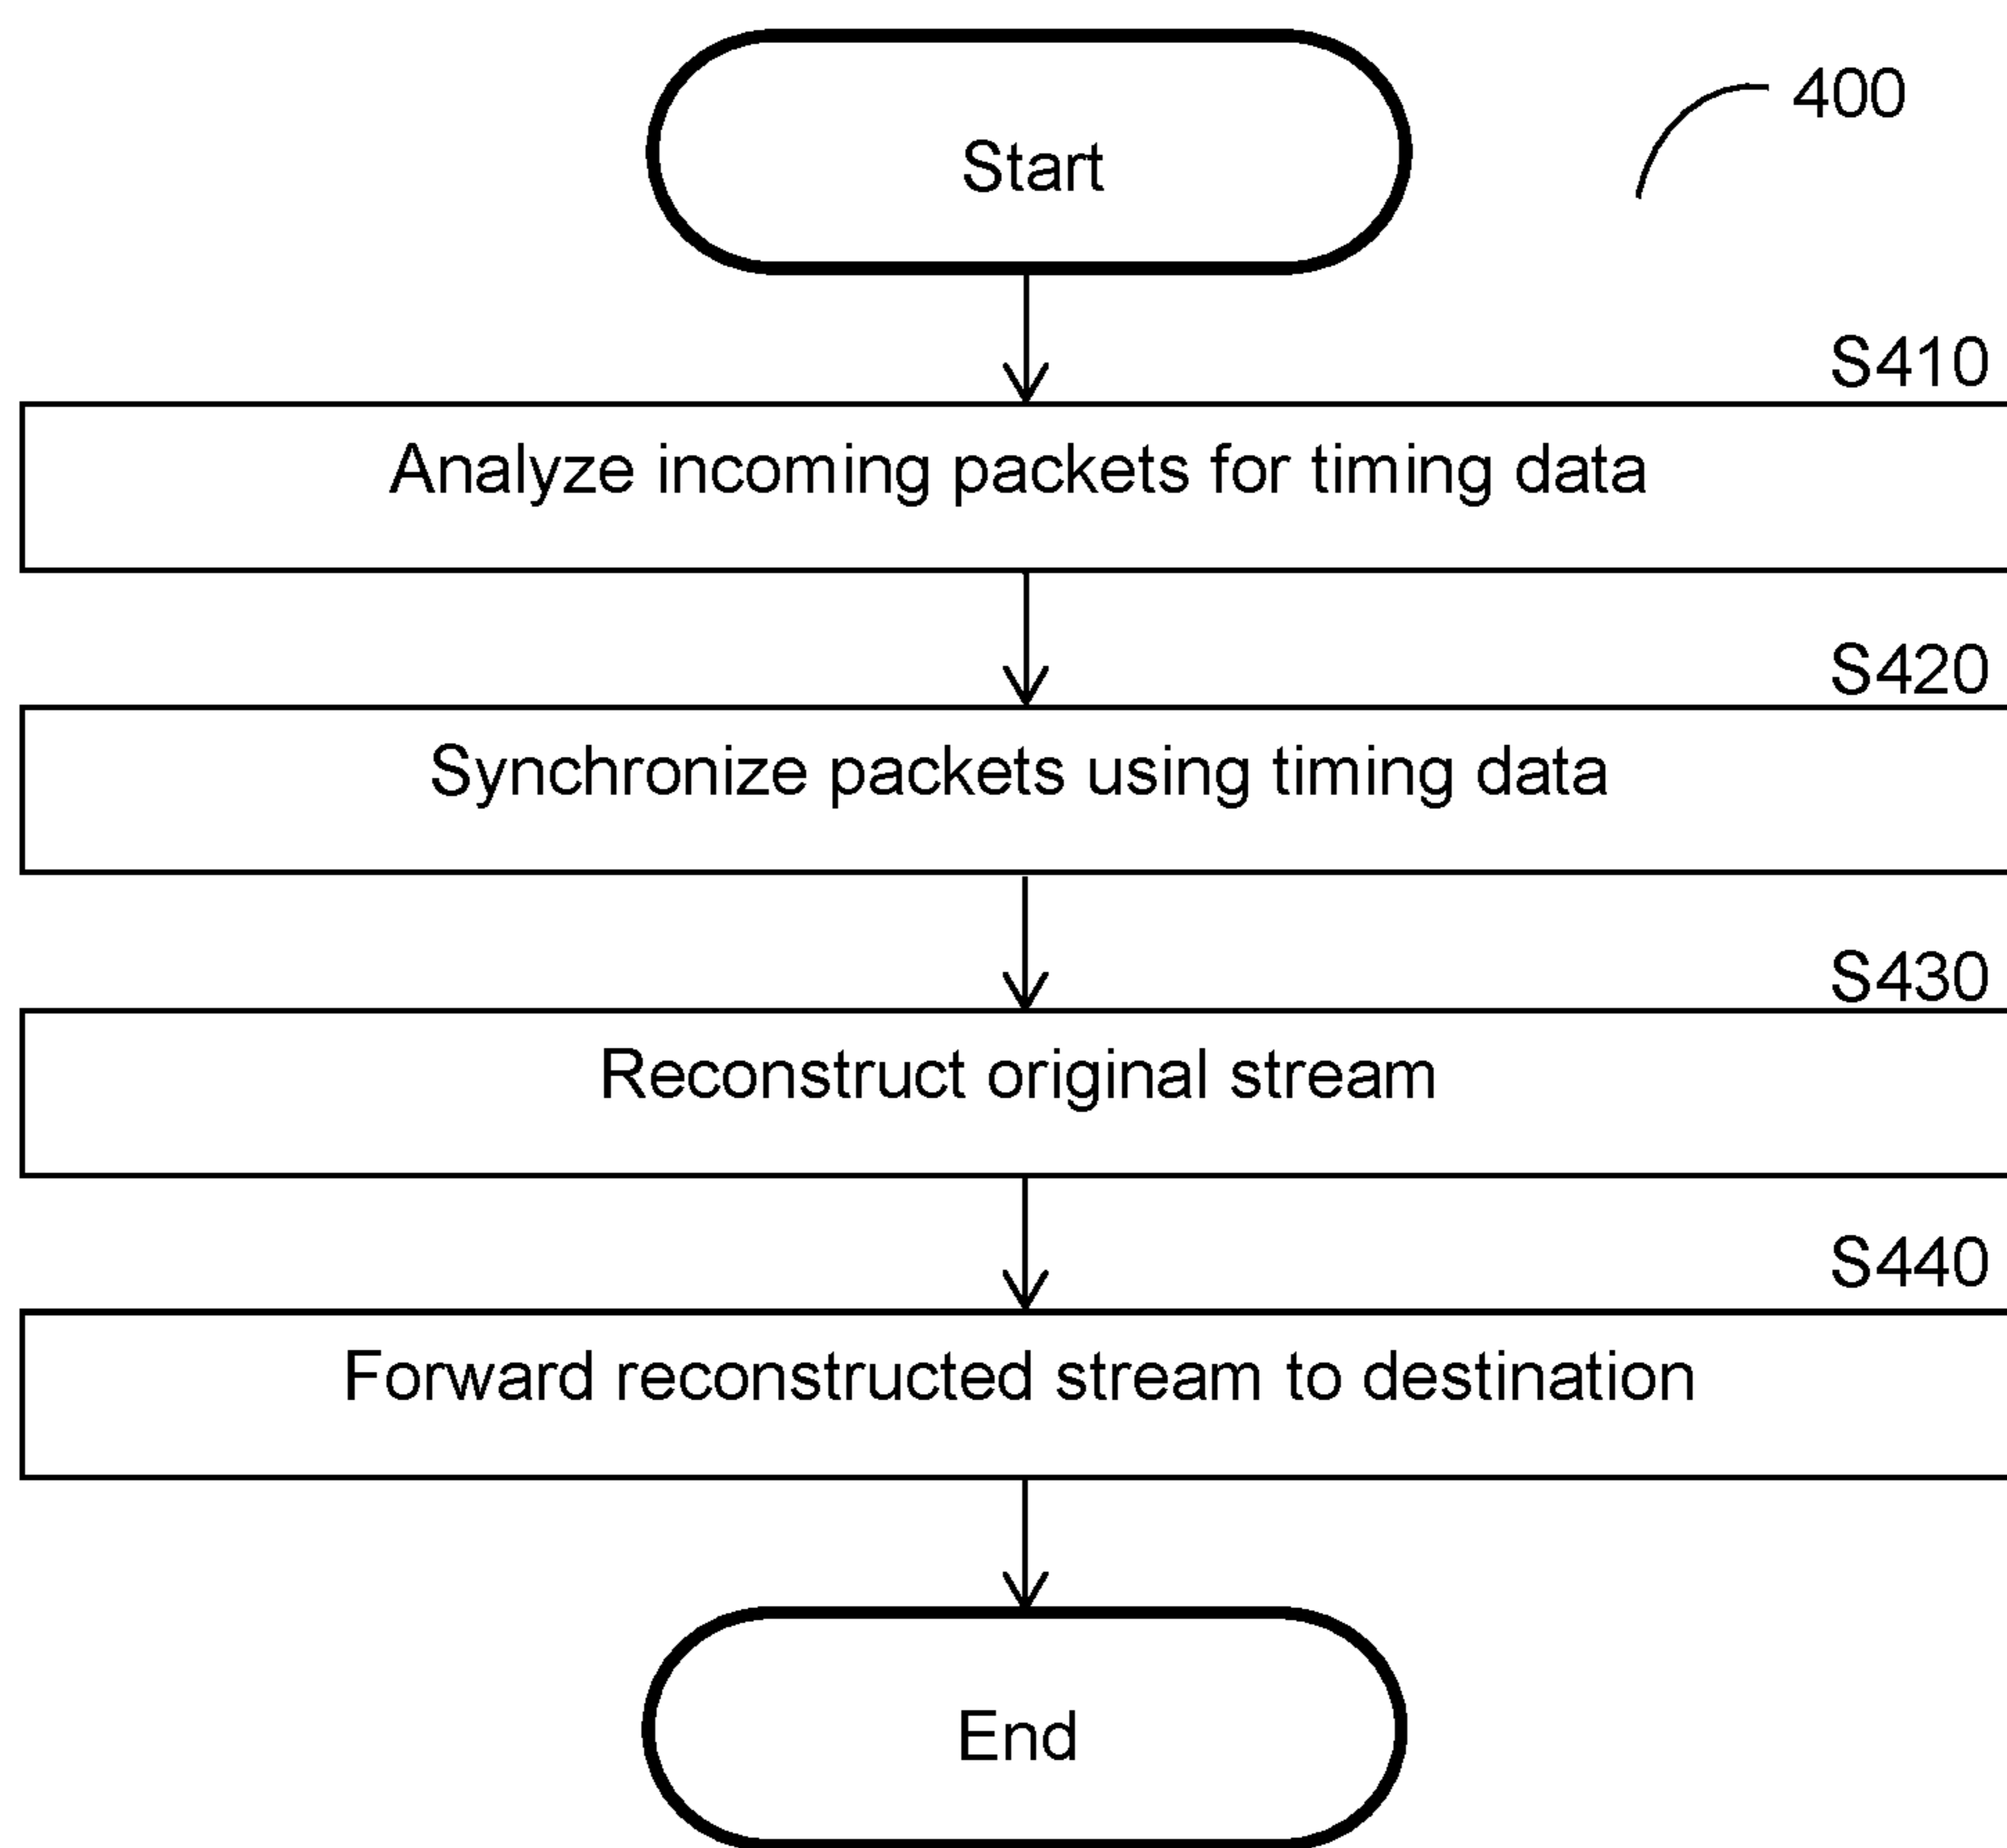 Start
400
S410
Analyze incoming packets for timing data
S420
Synchronize packets using timing data
S430
Reconstruct original stream
S440
Forward reconstructed stream to destination
End